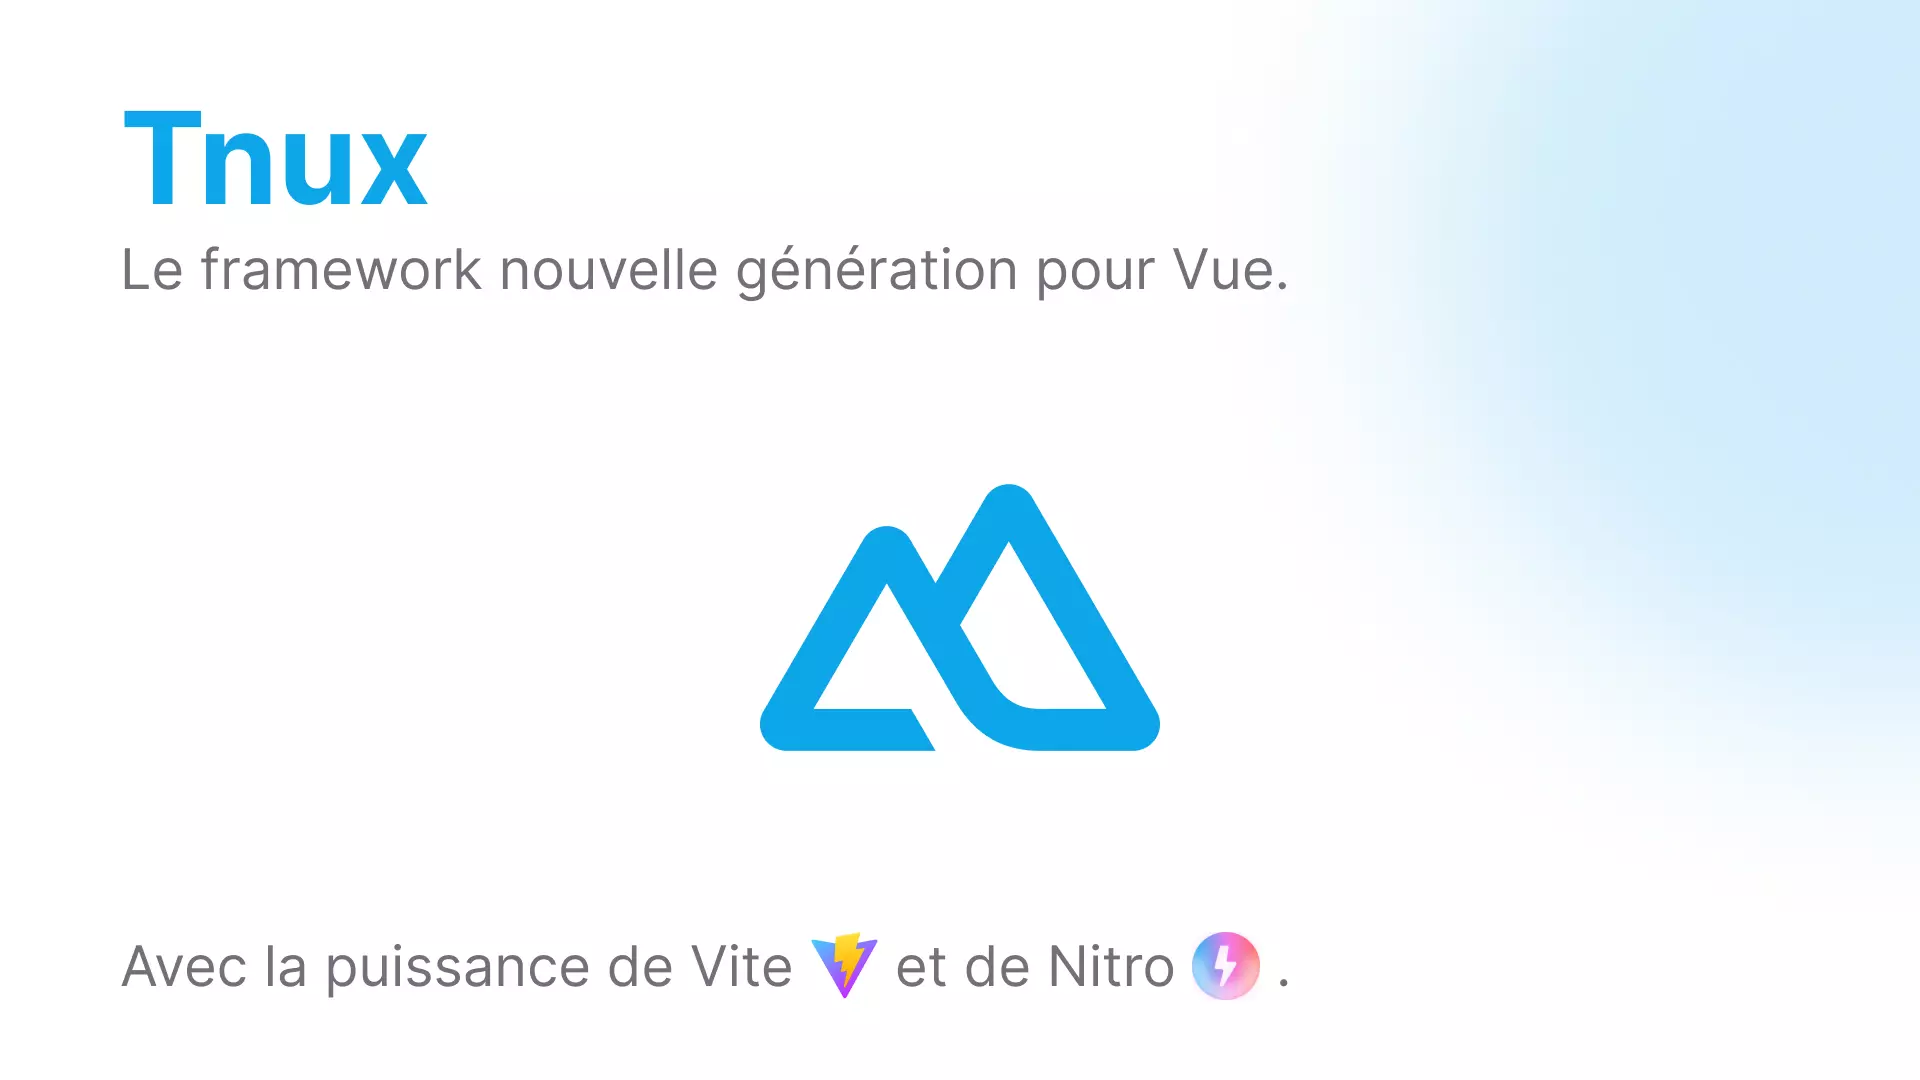 Tnux
Le framework nouvelle génération pour Vue.
Avec la puissance de Vite et de Nitro .